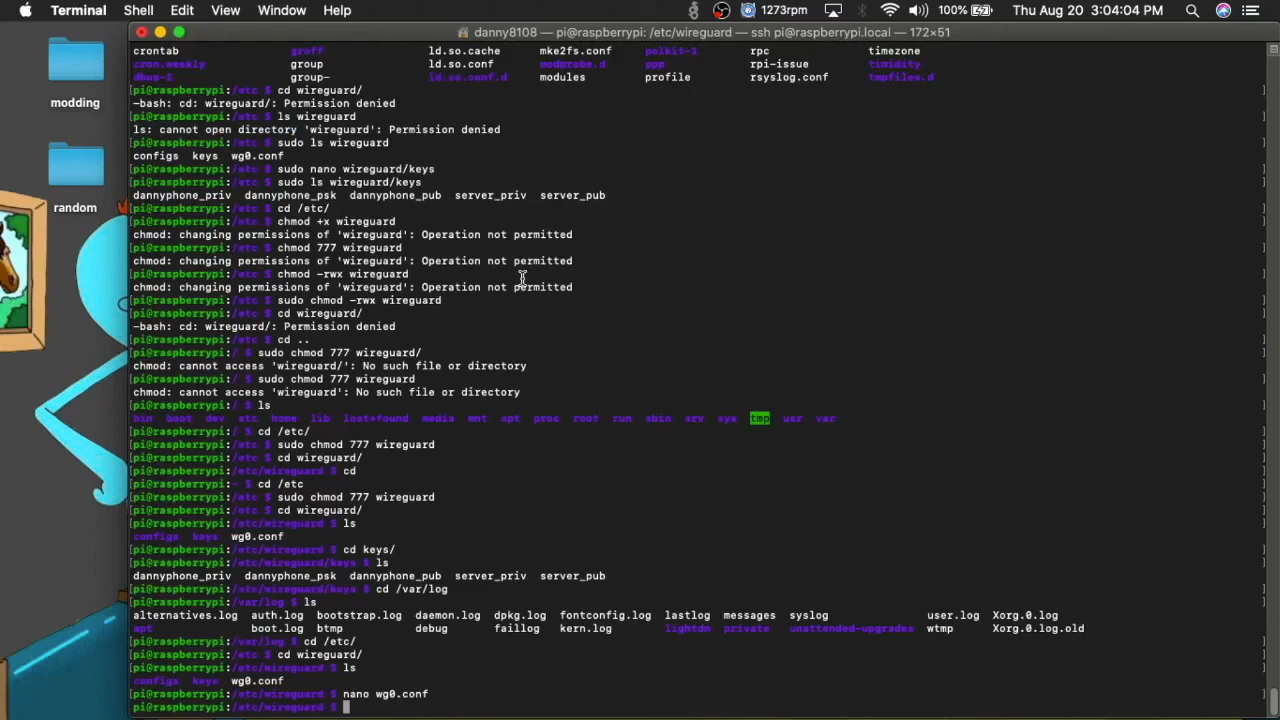 Terminal Shell Edit View Window Help 1273rpm 100% Thu Aug 20 3:04:04 PM
danny8108 — pi@raspberrypi: /etc/wireguard — ssh pi@raspberrypi.local — 172×51
crontab groff ld.so.cache mke2fs.conf polkit-1 rpc timezone
cron.weekly group ld.so.conf modprobe.d ppp rpi-issue timidity
dbus-1 group- ld.so.conf.d modules profile rsyslog.conf tmpfiles.d
[pi@raspberrypi:/etc $ cd wireguard/ ]
-bash: cd: wireguard/: Permission denied
[pi@raspberrypi:/etc $ ls wireguard ]
ls: cannot open directory 'wireguard': Permission denied
[pi@raspberrypi:/etc $ sudo ls wireguard ]
configs keys wg0.conf
[pi@raspberrypi:/etc $ sudo nano wireguard/keys ]
[pi@raspberrypi:/etc $ sudo ls wireguard/keys ]
dannyphone_priv dannyphone_psk dannyphone_pub server_priv server_pub
[pi@raspberrypi:/etc $ cd /etc/ ]
[pi@raspberrypi:/etc $ chmod +x wireguard ]
chmod: changing permissions of 'wireguard': Operation not permitted
[pi@raspberrypi:/etc $ chmod 777 wireguard ]
chmod: changing permissions of 'wireguard': Operation not permitted
[pi@raspberrypi:/etc $ chmod -rwx wireguard ]
chmod: changing permissions of 'wireguard': Operation not permitted
[pi@raspberrypi:/etc $ sudo chmod -rwx wireguard ]
[pi@raspberrypi:/etc $ cd wireguard/ ]
-bash: cd: wireguard/: Permission denied
[pi@raspberrypi:/etc $ cd .. ]
[pi@raspberrypi:/ $ sudo chmod 777 wireguard/ ]
chmod: cannot access 'wireguard/': No such file or directory
[pi@raspberrypi:/ $ sudo chmod 777 wireguard ]
chmod: cannot access 'wireguard': No such file or directory
[pi@raspberrypi:/ $ ls ]
bin boot dev etc home lib lost+found media mnt opt proc root run sbin srv sys tmp usr var
[pi@raspberrypi:/ $ cd /etc/ ]
[pi@raspberrypi:/etc $ sudo chmod 777 wireguard ]
[pi@raspberrypi:/etc $ cd wireguard/ ]
[pi@raspberrypi:/etc/wireguard $ cd ]
[pi@raspberrypi:~ $ cd /etc ]
[pi@raspberrypi:/etc $ sudo chmod 777 wireguard ]
[pi@raspberrypi:/etc $ cd wireguard/ ]
[pi@raspberrypi:/etc/wireguard $ ls ]
configs keys wg0.conf
[pi@raspberrypi:/etc/wireguard $ cd keys/ ]
[pi@raspberrypi:/etc/wireguard/keys $ ls ]
dannyphone_priv dannyphone_psk dannyphone_pub server_priv server_pub
[pi@raspberrypi:/etc/wireguard/keys $ cd /var/log ]
[pi@raspberrypi:/var/log $ ls ]
alternatives.log auth.log bootstrap.log daemon.log dpkg.log fontconfig.log lastlog messages syslog user.log Xorg.0.log
apt boot.log btmp debug faillog kern.log lightdm private unattended-upgrades wtmp Xorg.0.log.old
[pi@raspberrypi:/var/log $ cd /etc/ ]
[pi@raspberrypi:/etc $ cd wireguard/ ]
[pi@raspberrypi:/etc/wireguard $ ls ]
configs keys wg0.conf
[pi@raspberrypi:/etc/wireguard $ nano wg0.conf ]
pi@raspberrypi:/etc/wireguard $
modding
random